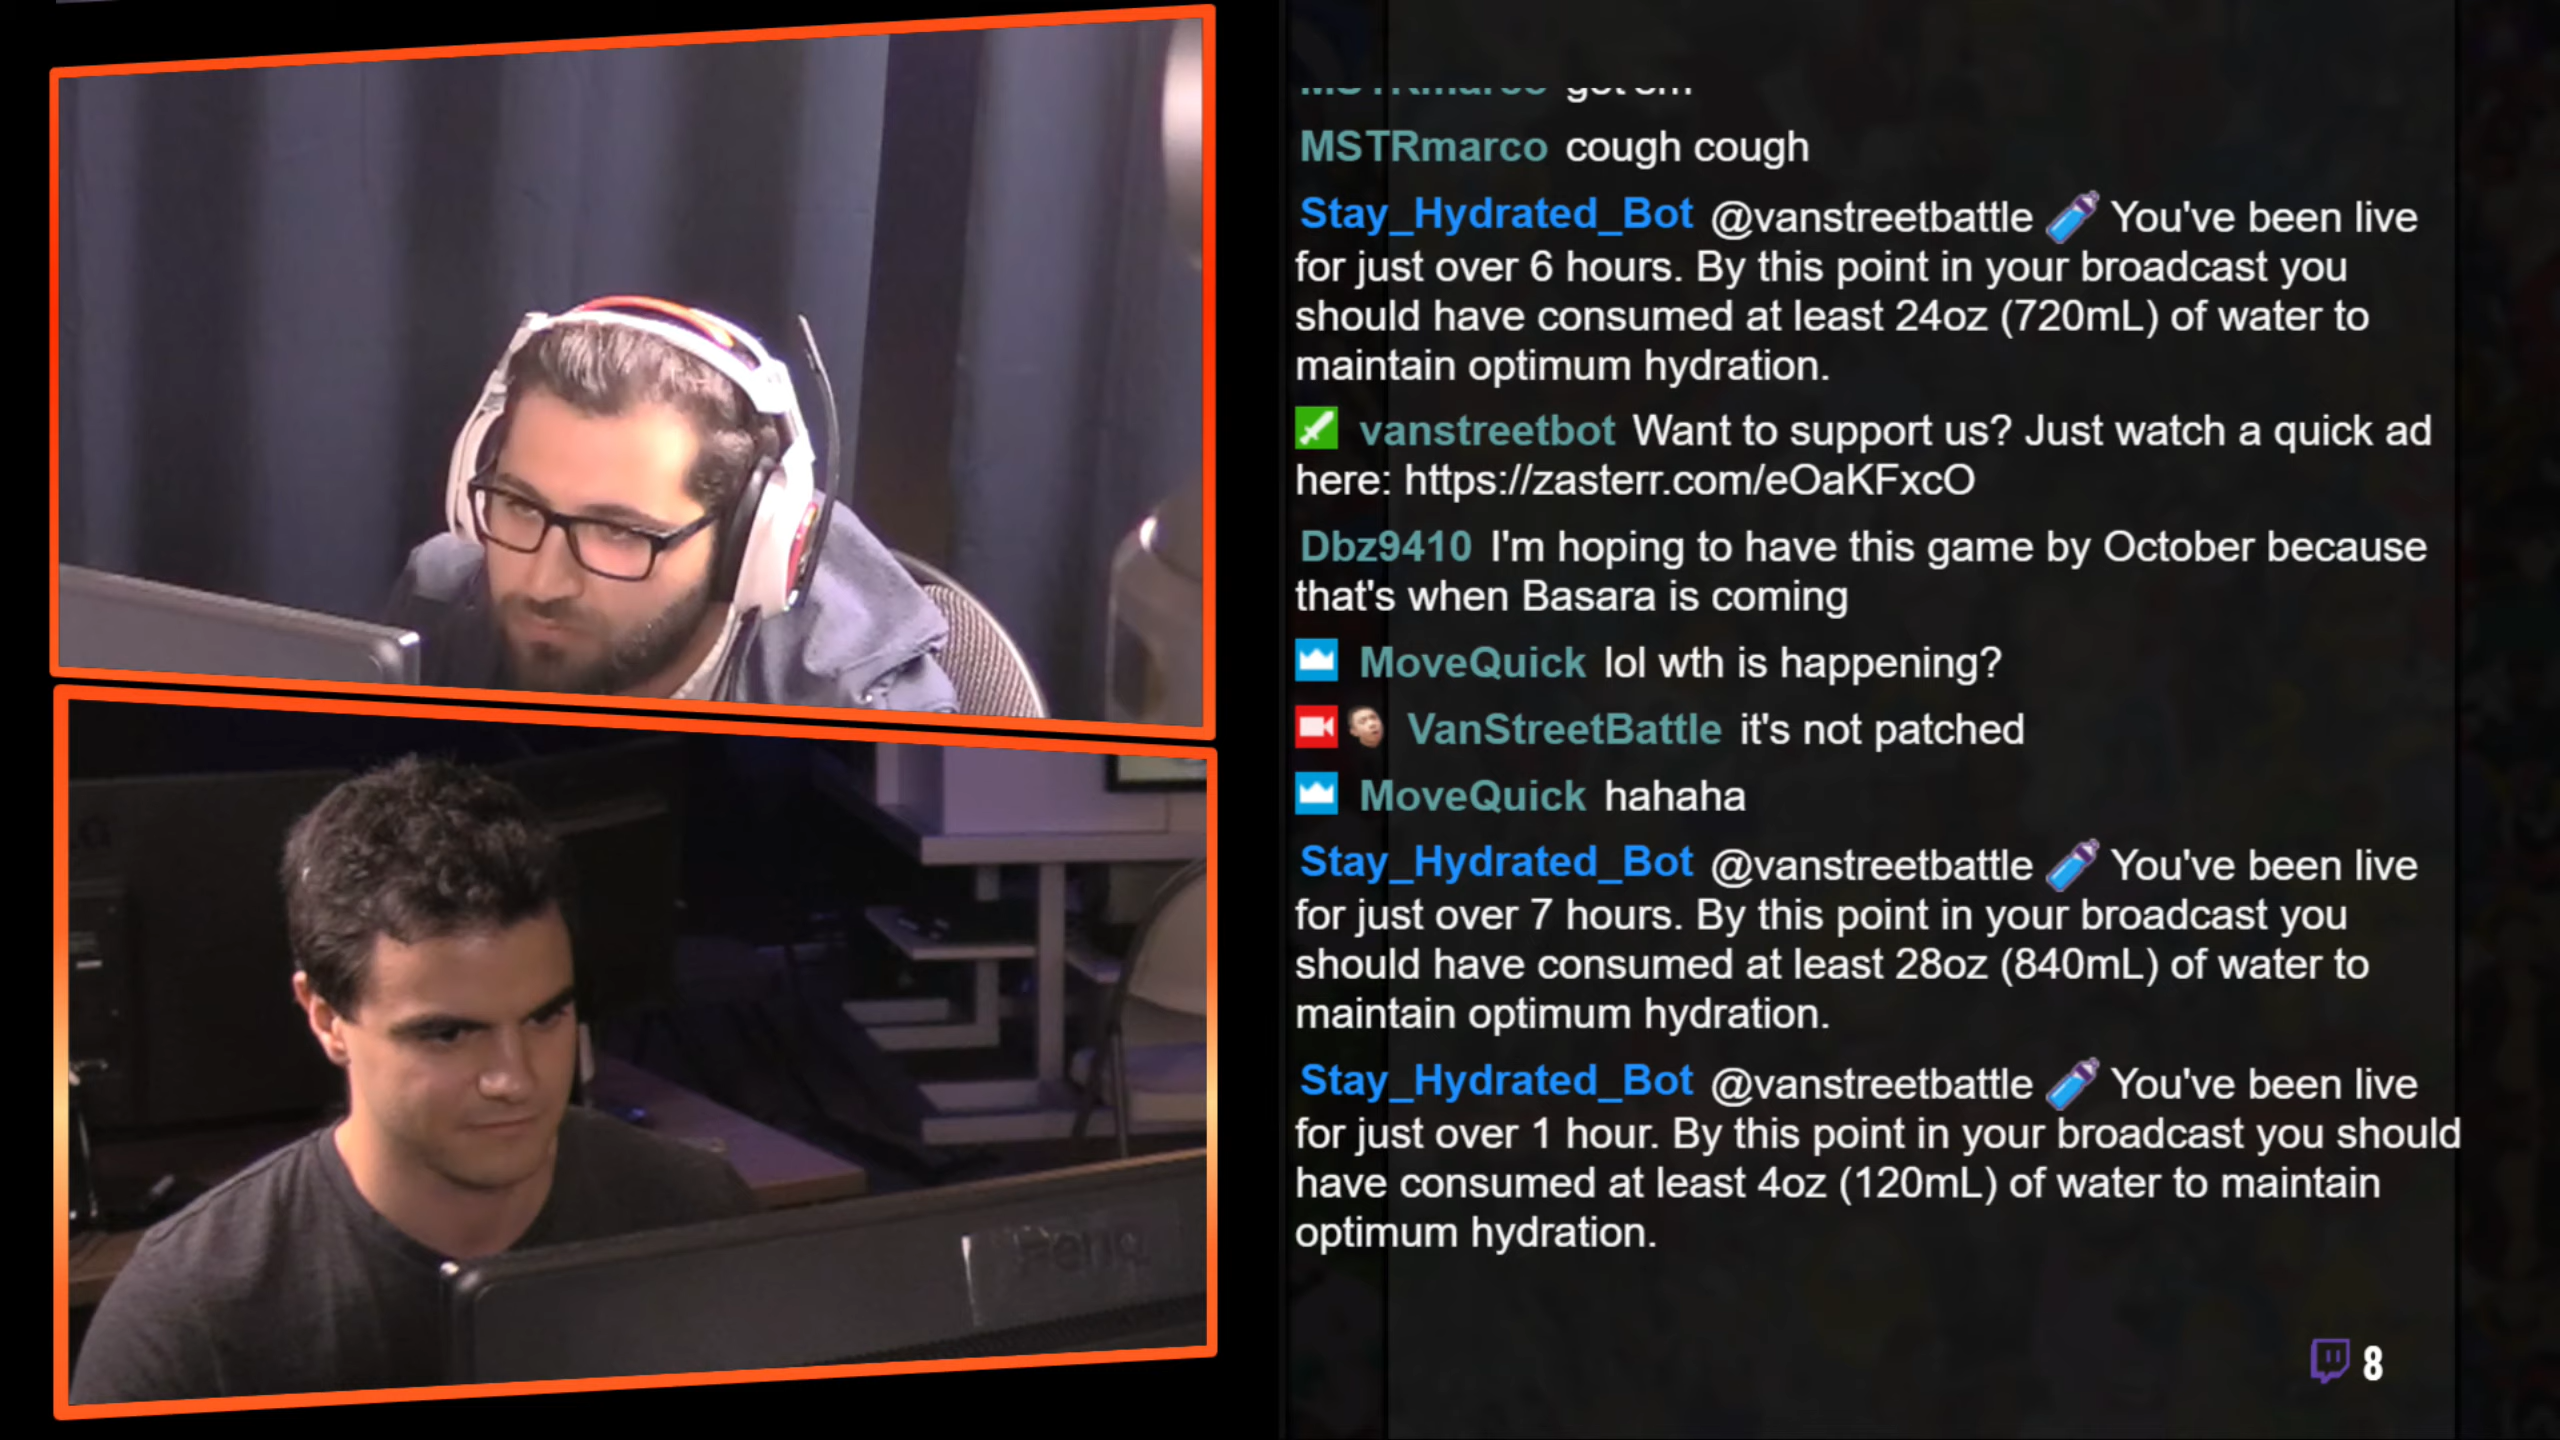 MSTRmarco got em
MSTRmarco cough cough
Stay_Hydrated_Bot @vanstreetbattle You've been live
for just over 6 hours. By this point in your broadcast you
should have consumed at least 24oz (720mL) of water to
maintain optimum hydration.
vanstreetbot Want to support us? Just watch a quick ad
here: https://zasterr.com/eOaKFxcO
Dbz9410 I'm hoping to have this game by October because
that's when Basara is coming
MoveQuick lol wth is happening?
VanStreetBattle it's not patched
MoveQuick hahaha
Stay_Hydrated_Bot @vanstreetbattle You've been live
for just over 7 hours. By this point in your broadcast you
should have consumed at least 28oz (840mL) of water to
maintain optimum hydration.
Stay_Hydrated_Bot @vanstreetbattle You've been live
for just over 1 hour. By this point in your broadcast you should
have consumed at least 4oz (120mL) of water to maintain
optimum hydration.
BenQ
8